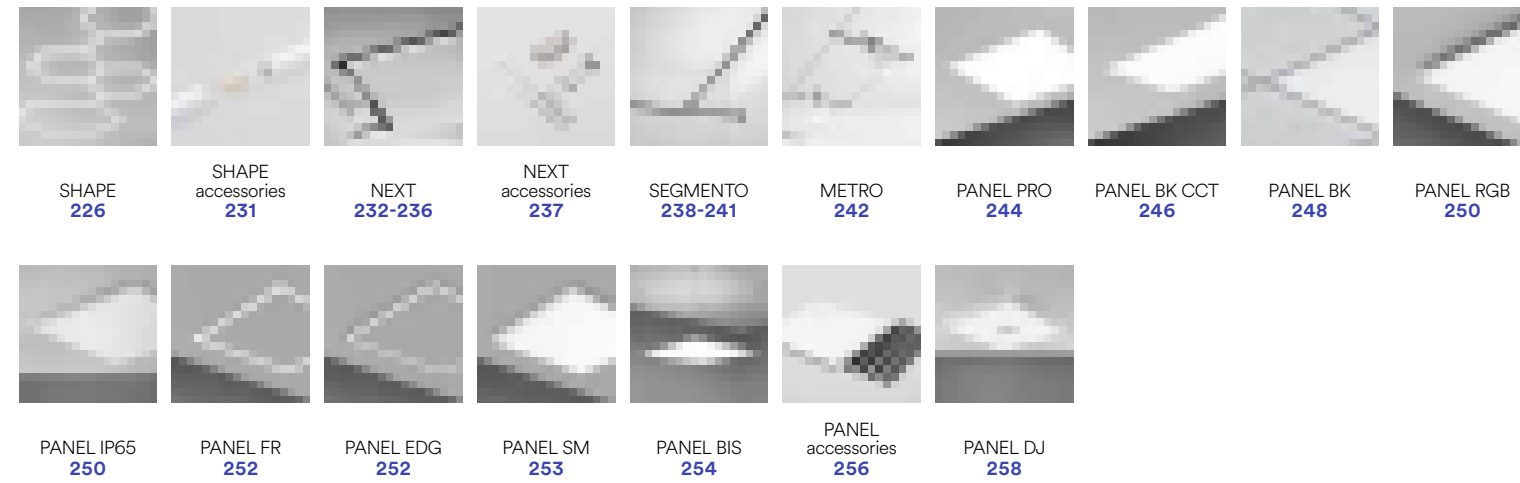 SHAPE
226
SHAPE
accessories
231
NEXT
232-236
NEXT
accessories
237
SEGMENTO
238-241
METRO
242
PANEL PRO
244
PANEL BK CCT
246
PANEL BK
248
PANEL RGB
250
PANEL IP65
250
PANEL FR
252
PANEL EDG
252
PANEL SM
253
PANEL BIS
254
PANEL
accessories
256
PANEL DJ
258